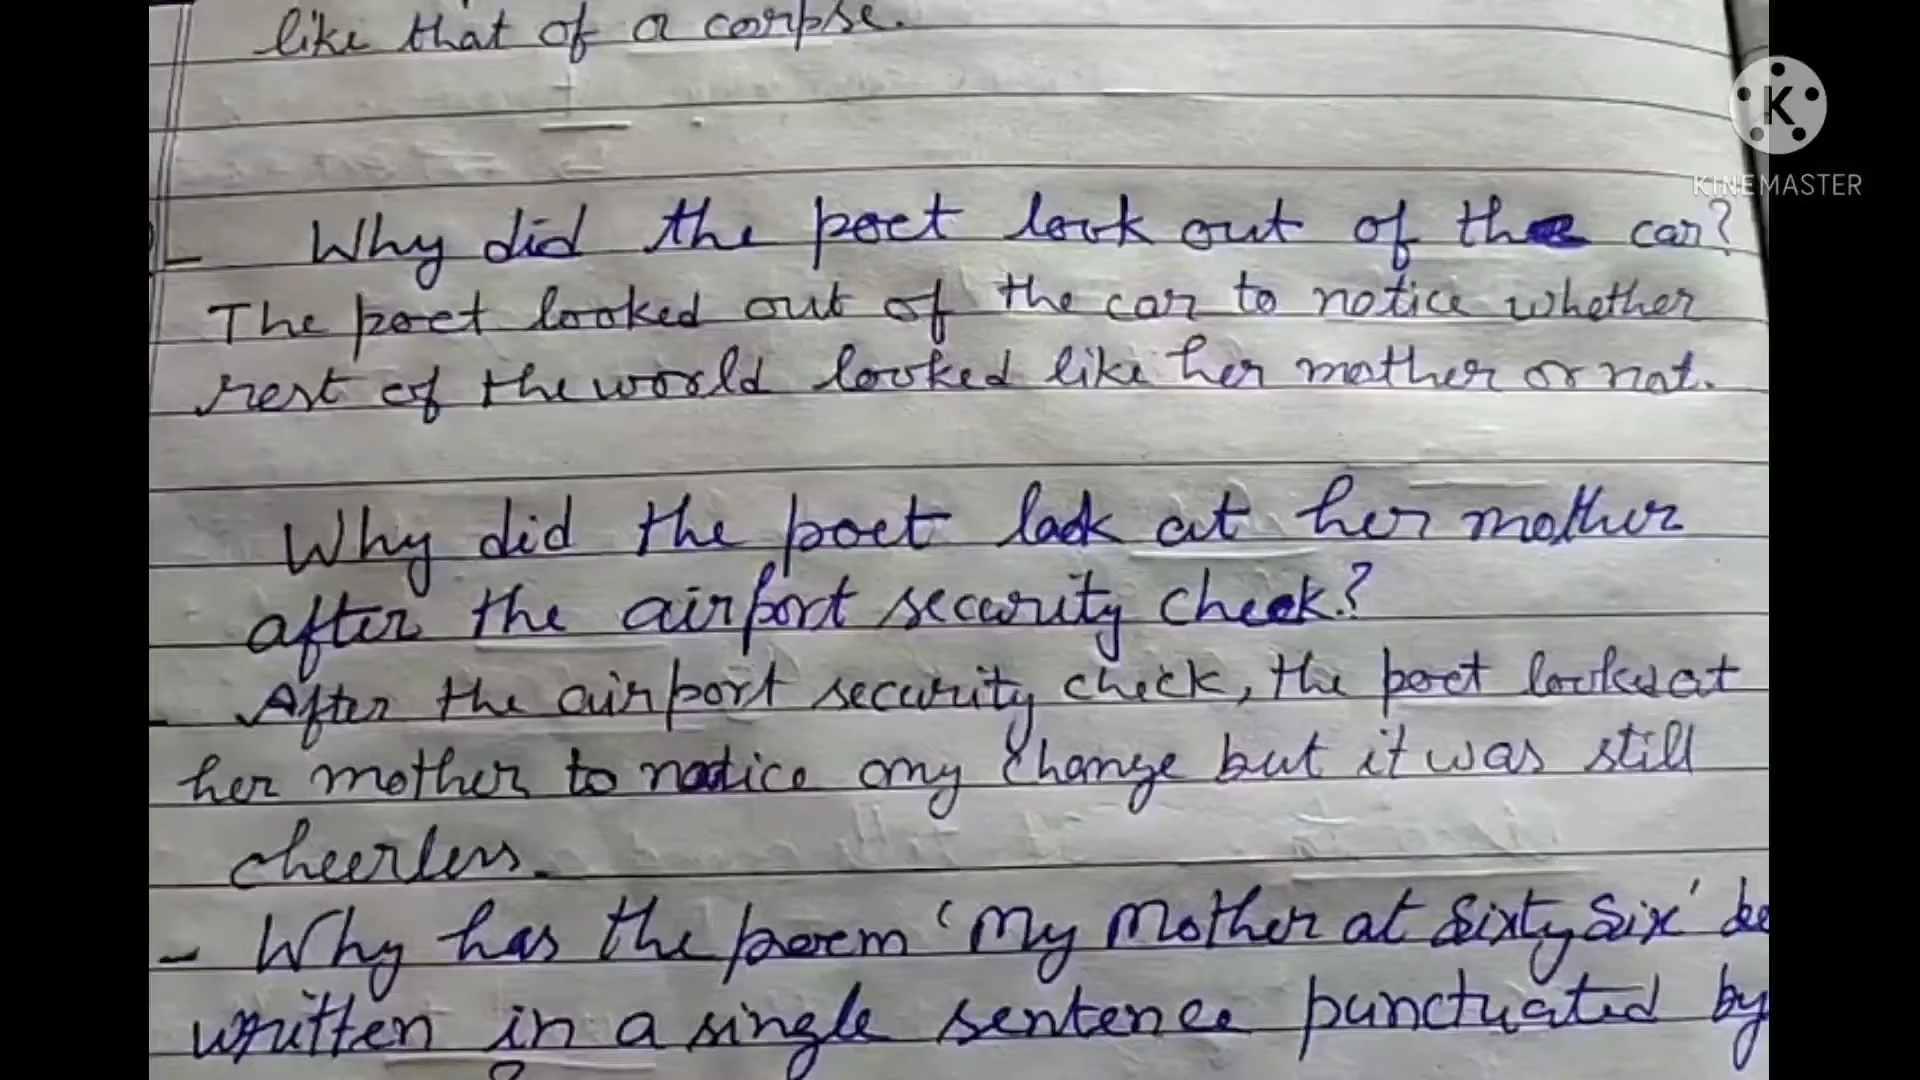 like that of a corpse.
Why did the poet look out of the car?
The poet looked out of the car to notice whether
rest of the world looked like her mother or not.
Why did the poet look at her mother
after the airport security check?
After the airport security check, the poet looked at
her mother to notice any change but it was still
cheerless.
- Why has the poem 'My Mother at Sixty Six' be
written in a single sentence punctuated by
K
KINEMASTER